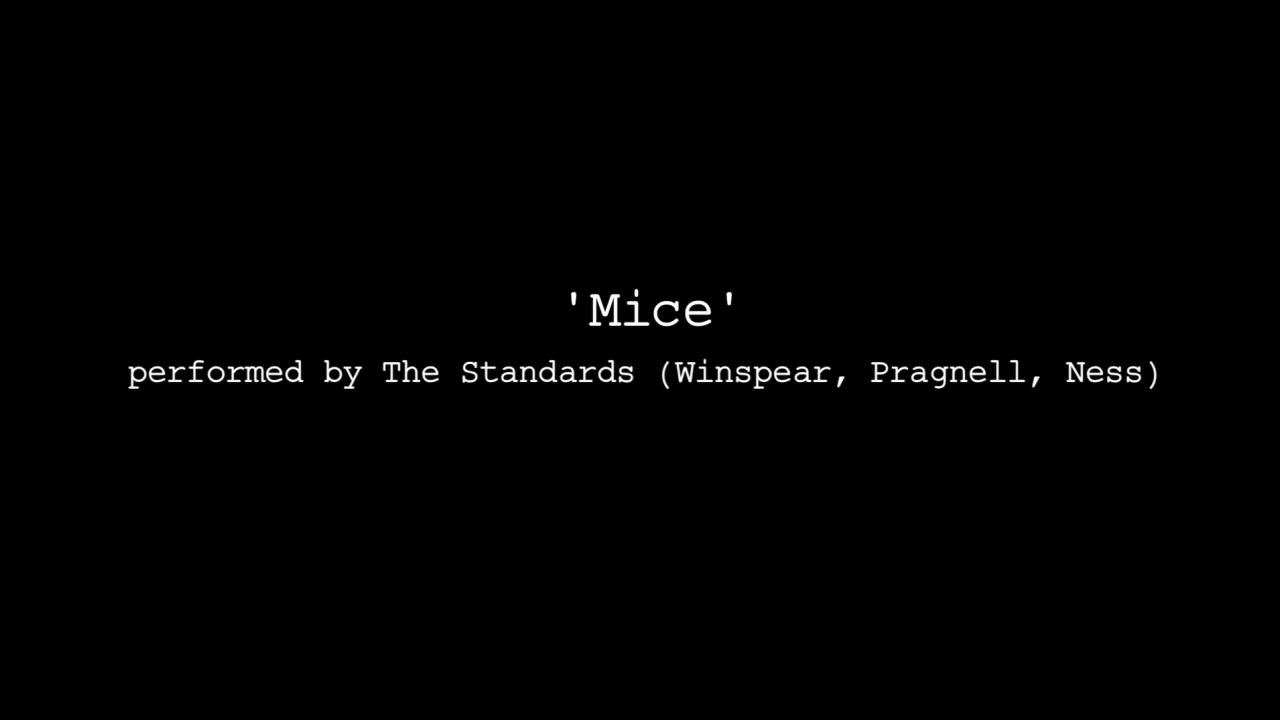 'Mice'
performed by The Standards (Winspear, Pragnell, Ness)